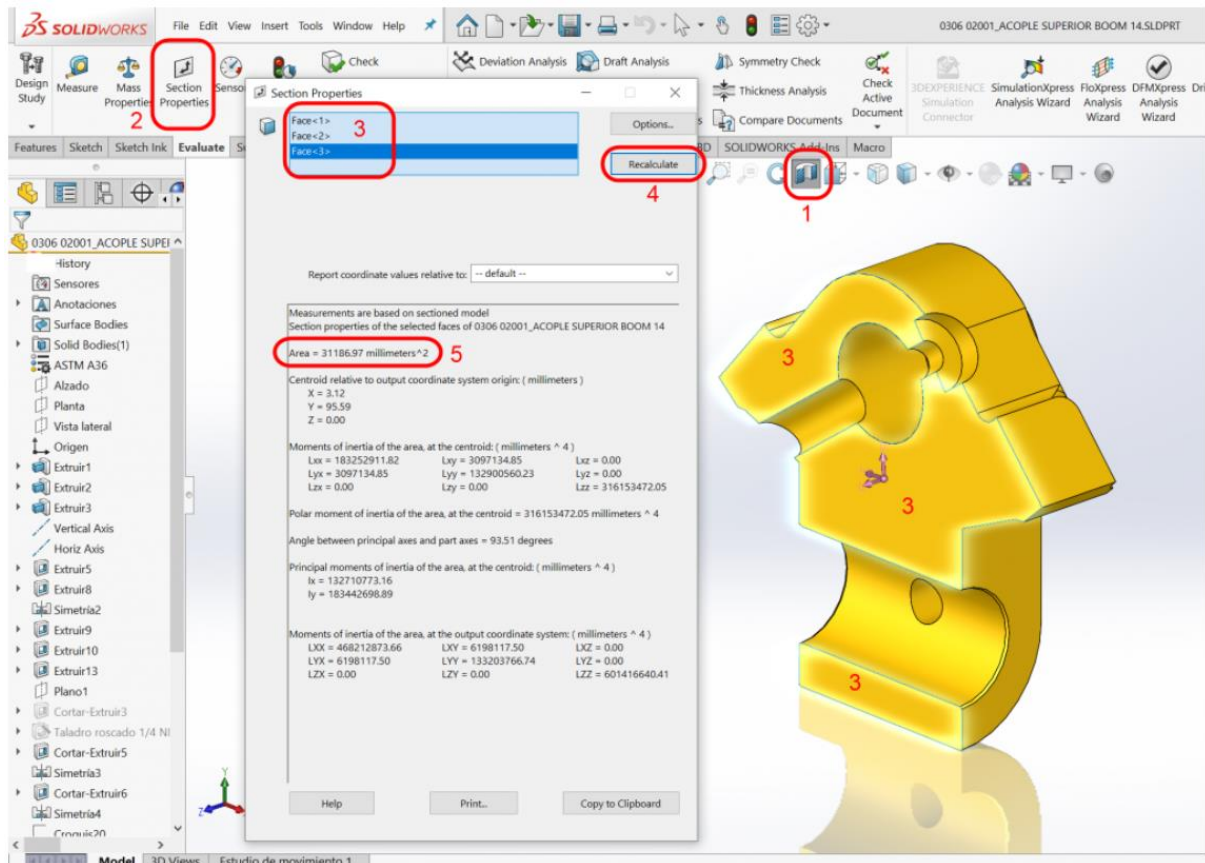 SOLIDWORKS File Edit View Insert Tools Window Help 0306 02001_ACOPLE SUPERIOR BOOM 14.SLDPRT
Design Study
Measure
Mass Properties
2
Section Properties
Check
Deviation Analysis
Draft Analysis
Symmetry Check
Thickness Analysis
Compare Documents
Check Active Document
3DEXPERIENCE Simulation Connector
SimulationXpress Analysis Wizard
FloXpress Analysis Wizard
DFMXpress Analysis Wizard
Features Sketch Sketch Ink Evaluate SOLIDWORKS Add-Ins Macro
Section Properties
Face<1>
Face<2>
Face<3>
3
Options...
Recalculate
4
1
Report coordinate values relative to: -- default --
Measurements are based on sectioned model
Section properties of the selected faces of 0306 02001_ACOPLE SUPERIOR BOOM 14
Area = 31186.97 millimeters^2 5
Centroid relative to output coordinate system origin: ( millimeters )
X = 3.12
Y = 95.59
Z = 0.00
Moments of inertia of the area, at the centroid: ( millimeters ^ 4 )
Lxx = 183252911.82 Lxy = 3097134.85 Lxz = 0.00
Lyx = 3097134.85 Lyy = 132900560.23 Lyz = 0.00
Lzx = 0.00 Lzy = 0.00 Lzz = 316153472.05
Polar moment of inertia of the area, at the centroid = 316153472.05 millimeters ^ 4
Angle between principal axes and part axes = 93.51 degrees
Principal moments of inertia of the area, at the centroid: ( millimeters ^ 4 )
Ix = 132710773.16
Iy = 183442698.89
Moments of inertia of the area, at the output coordinate system: ( millimeters ^ 4 )
LXX = 468212873.66 LXY = 6198117.50 LXZ = 0.00
LYX = 6198117.50 LYY = 133203766.74 LYZ = 0.00
LZX = 0.00 LZY = 0.00 LZZ = 601416640.41
Help Print... Copy to Clipboard
0306 02001_ACOPLE SUPEI
History
Sensores
Anotaciones
Surface Bodies
Solid Bodies(1)
ASTM A36
Alzado
Planta
Vista lateral
Origen
Extruir1
Extruir2
Extruir3
Vertical Axis
Horiz Axis
Extruir5
Extruir8
Simetría2
Extruir9
Extruir10
Extruir13
Plano1
Cortar-Extruir3
Taladro roscado 1/4 NI
Cortar-Extruir5
Simetría3
Cortar-Extruir6
Simetría4
Croquis20
Y
Z
3
3
3
Model 3D Views Estudio de movimiento 1